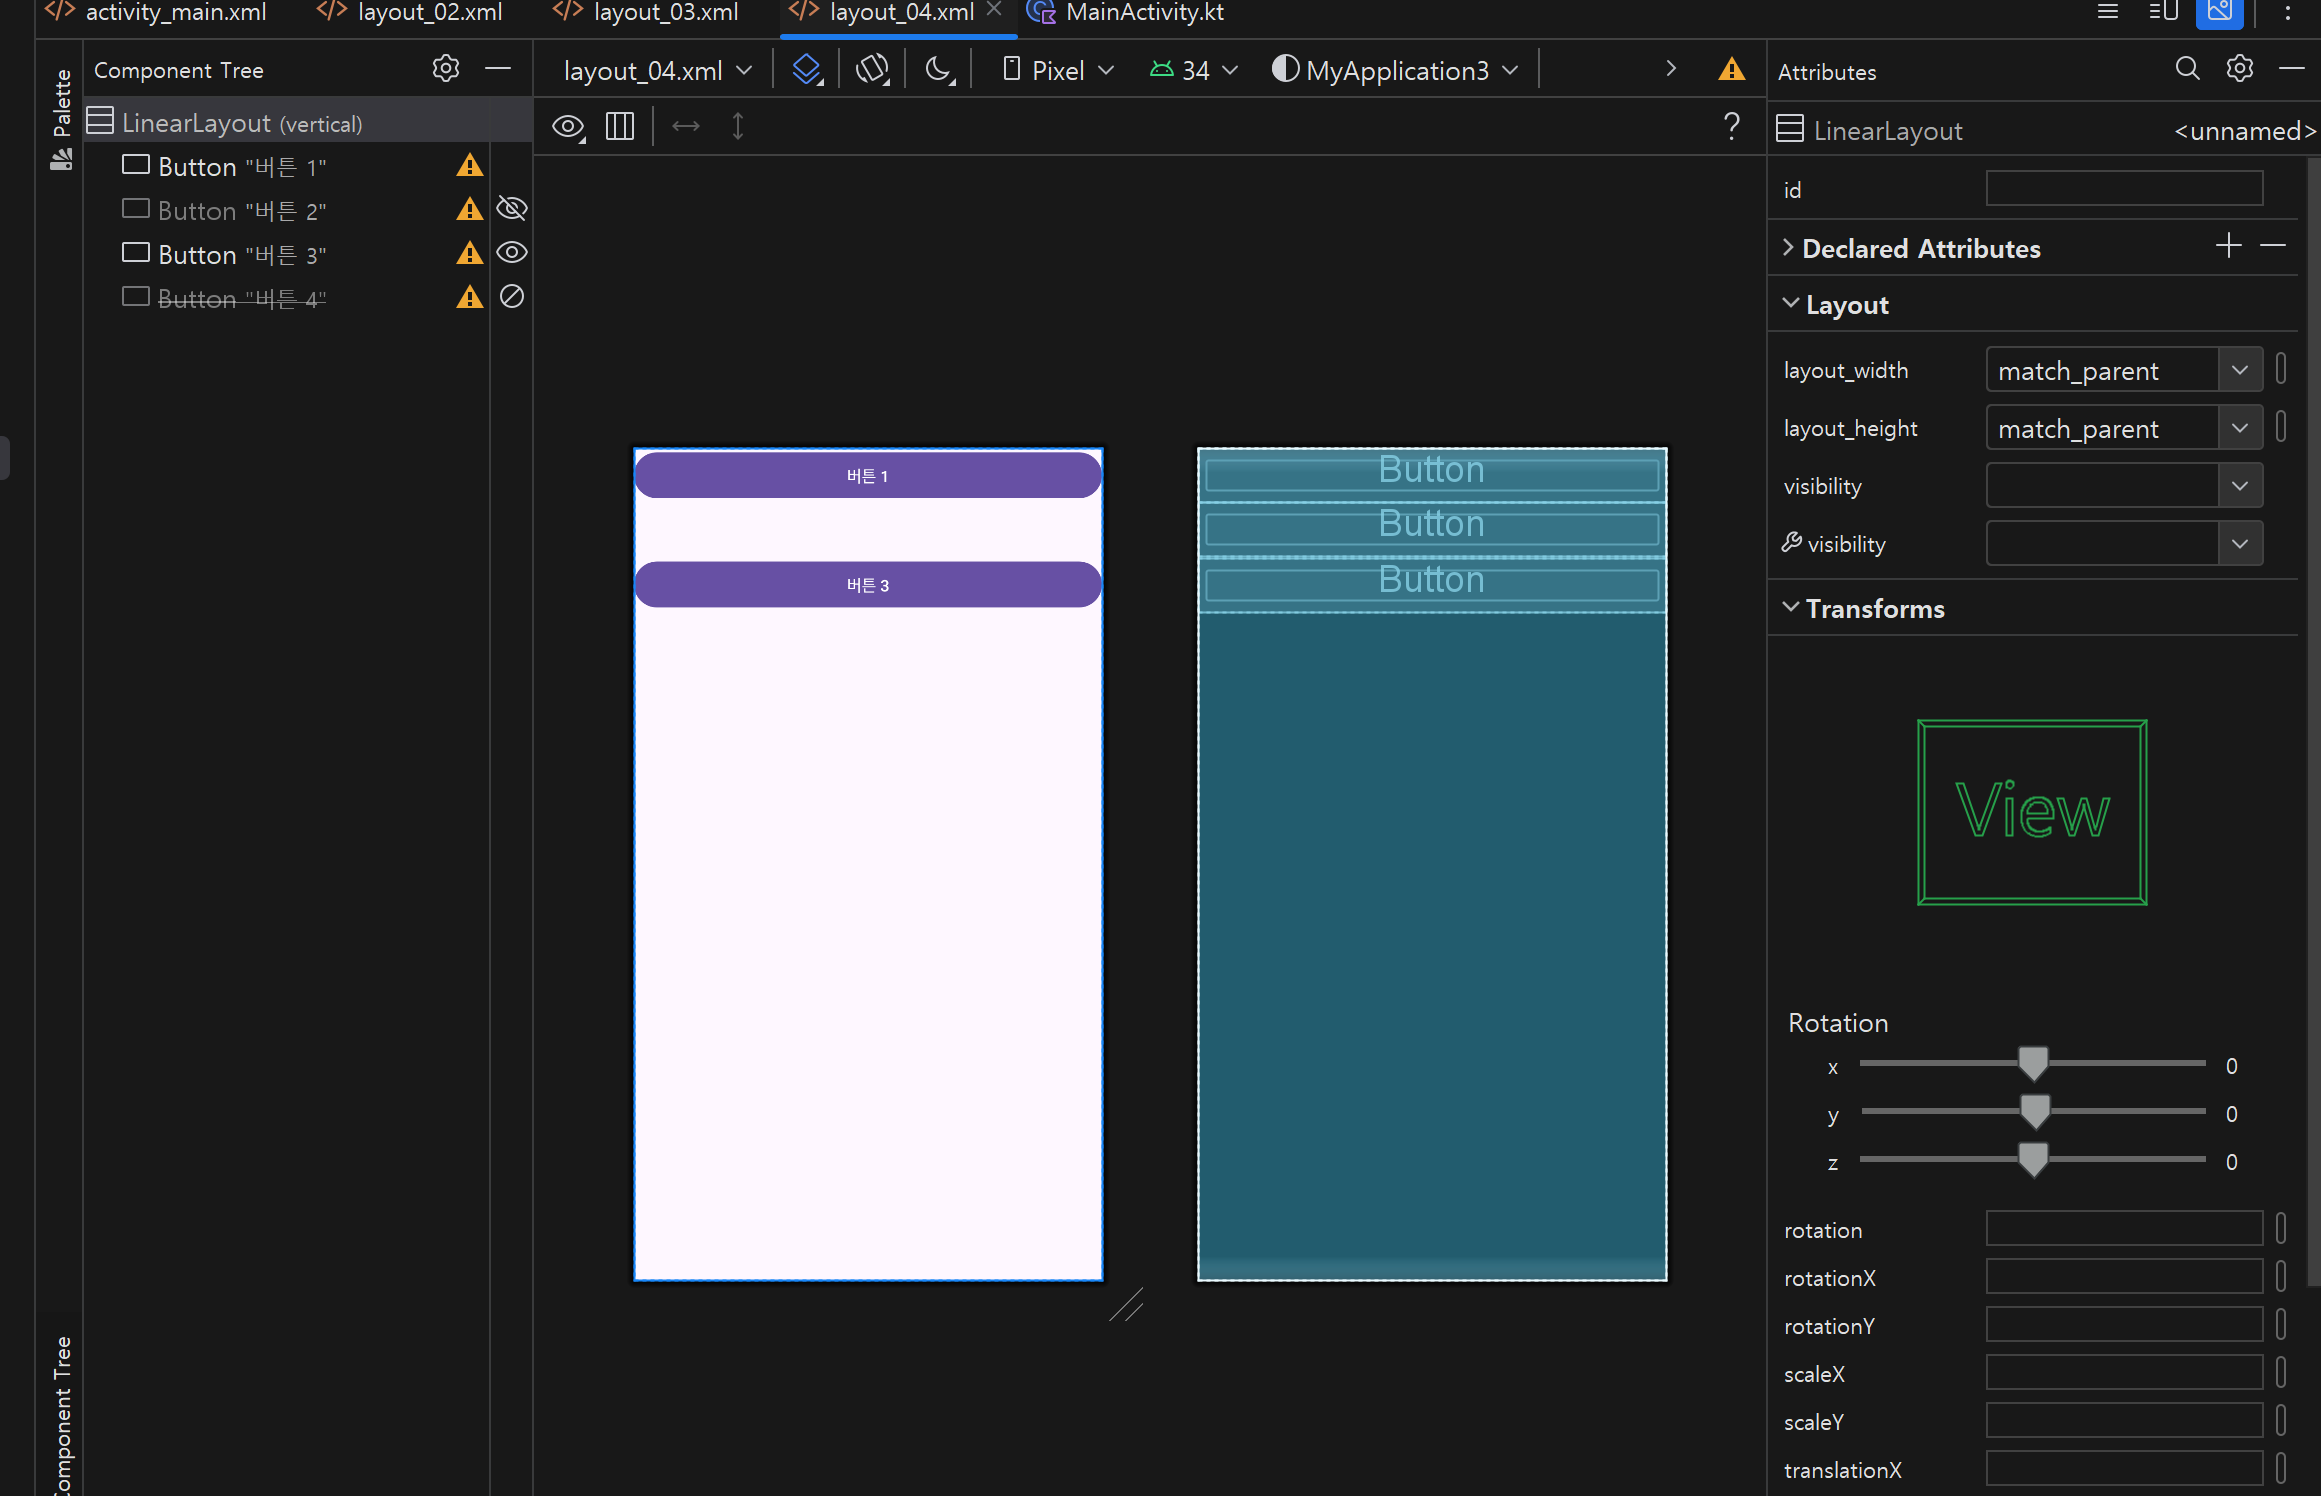 activity_main.xml layout_02.xml layout_03.xml layout_04.xml MainActivity.kt
Palette
Component Tree
LinearLayout (vertical)
Button "버튼 1"
Button "버튼 2"
Button "버튼 3"
Button "버튼 4"
Component Tree
layout_04.xml Pixel 34 MyApplication3
?
버튼 1
버튼 3
Button
Button
Button
Attributes
LinearLayout <unnamed>
id
Declared Attributes
Layout
layout_width match_parent
layout_height match_parent
visibility
visibility
Transforms
View
Rotation
x 0
y 0
z 0
rotation
rotationX
rotationY
scaleX
scaleY
translationX